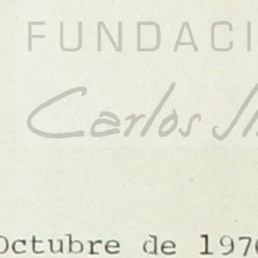 FUNDACI
Carlos
Octubre de 197